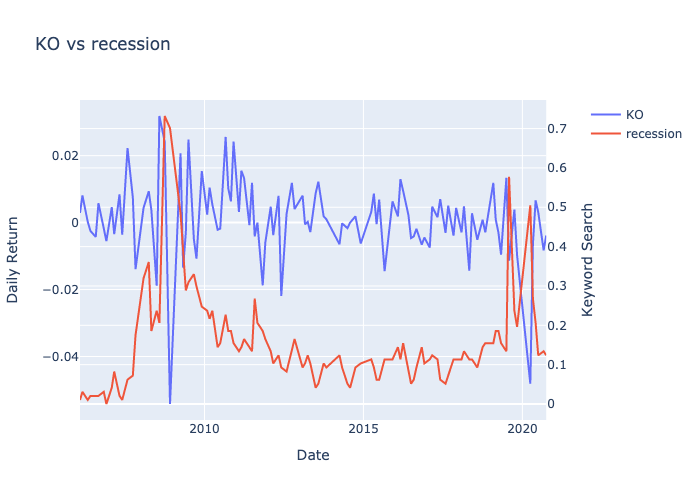 KO vs recession
KO
recession
0.02
0
−0.02
−0.04
0.7
0.6
0.5
0.4
0.3
0.2
0.1
0
2010
2015
2020
Date
Daily Return
Keyword Search